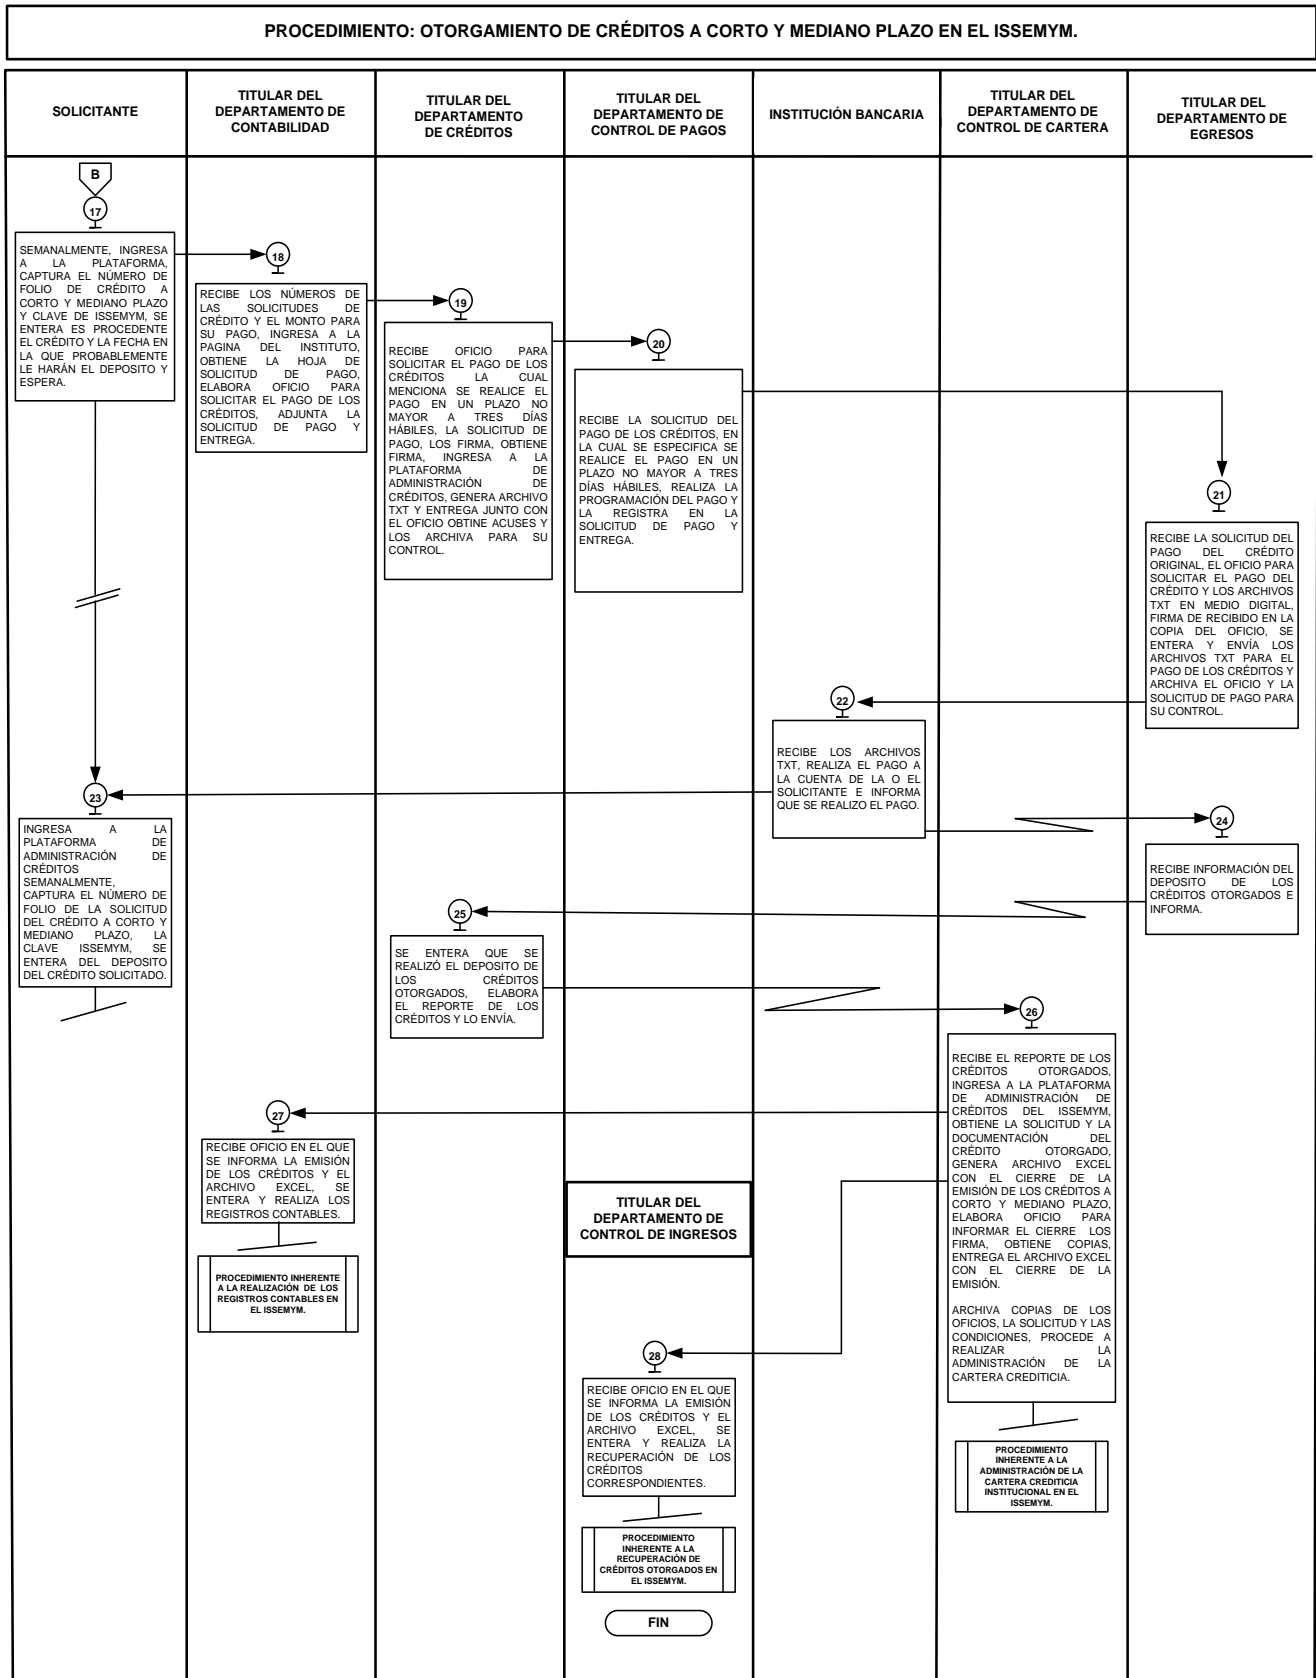 PROCEDIMIENTO: OTORGAMIENTO DE CRÉDITOS A CORTO Y MEDIANO PLAZO EN EL ISSEMYM.
SOLICITANTE
TITULAR DEL
DEPARTAMENTO DE
CONTABILIDAD
TITULAR DEL
DEPARTAMENTO
DE CRÉDITOS
TITULAR DEL
DEPARTAMENTO DE
CONTROL DE PAGOS
INSTITUCIÓN BANCARIA
TITULAR DEL
DEPARTAMENTO DE
CONTROL DE CARTERA
TITULAR DEL
DEPARTAMENTO DE
EGRESOS
B
17
SEMANALMENTE, INGRESA
A LA PLATAFORMA,
CAPTURA EL NÚMERO DE
FOLIO DE CRÉDITO A
CORTO Y MEDIANO PLAZO
Y CLAVE DE ISSEMYM, SE
ENTERA ES PROCEDENTE
EL CRÉDITO Y LA FECHA EN
LA QUE PROBABLEMENTE
LE HARÁN EL DEPOSITO Y
ESPERA.
18
RECIBE LOS NÚMEROS DE
LAS SOLICITUDES DE
CRÉDITO Y EL MONTO PARA
SU PAGO, INGRESA A LA
PAGINA DEL INSTITUTO,
OBTIENE LA HOJA DE
SOLICITUD DE PAGO,
ELABORA OFICIO PARA
SOLICITAR EL PAGO DE LOS
CRÉDITOS, ADJUNTA LA
SOLICITUD DE PAGO Y
ENTREGA.
19
RECIBE OFICIO PARA
SOLICITAR EL PAGO DE LOS
CRÉDITOS LA CUAL
MENCIONA SE REALICE EL
PAGO EN UN PLAZO NO
MAYOR A TRES DÍAS
HÁBILES, LA SOLICITUD DE
PAGO, LOS FIRMA, OBTIENE
FIRMA, INGRESA A LA
PLATAFORMA DE
ADMINISTRACIÓN DE
CRÉDITOS, GENERA ARCHIVO
TXT Y ENTREGA JUNTO CON
EL OFICIO OBTINE ACUSES Y
LOS ARCHIVA PARA SU
CONTROL.
20
RECIBE LA SOLICITUD DEL
PAGO DE LOS CRÉDITOS, EN
LA CUAL SE ESPECIFICA SE
REALICE EL PAGO EN UN
PLAZO NO MAYOR A TRES
DÍAS HÁBILES, REALIZA LA
PROGRAMACIÓN DEL PAGO Y
LA REGISTRA EN LA
SOLICITUD DE PAGO Y
ENTREGA.
21
RECIBE LA SOLICITUD DEL
PAGO DEL CRÉDITO
ORIGINAL, EL OFICIO PARA
SOLICITAR EL PAGO DEL
CRÉDITO Y LOS ARCHIVOS
TXT EN MEDIO DIGITAL,
FIRMA DE RECIBIDO EN LA
COPIA DEL OFICIO, SE
ENTERA Y ENVÍA LOS
ARCHIVOS TXT PARA EL
PAGO DE LOS CRÉDITOS Y
ARCHIVA EL OFICIO Y LA
SOLICITUD DE PAGO PARA
SU CONTROL.
22
RECIBE LOS ARCHIVOS
TXT, REALIZA EL PAGO A
LA CUENTA DE LA O EL
SOLICITANTE E INFORMA
QUE SE REALIZO EL PAGO.
23
INGRESA A LA
PLATAFORMA DE
ADMINISTRACIÓN DE
CRÉDITOS
SEMANALMENTE,
CAPTURA EL NÚMERO DE
FOLIO DE LA SOLICITUD
DEL CRÉDITO A CORTO Y
MEDIANO PLAZO, LA
CLAVE ISSEMYM, SE
ENTERA DEL DEPOSITO
DEL CRÉDITO SOLICITADO.
24
RECIBE INFORMACIÓN DEL
DEPOSITO DE LOS
CRÉDITOS OTORGADOS E
INFORMA.
25
SE ENTERA QUE SE
REALIZÓ EL DEPOSITO DE
LOS CRÉDITOS
OTORGADOS, ELABORA
EL REPORTE DE LOS
CRÉDITOS Y LO ENVÍA.
26
RECIBE EL REPORTE DE LOS
CRÉDITOS OTORGADOS,
INGRESA A LA PLATAFORMA
DE ADMINISTRACIÓN DE
CRÉDITOS DEL ISSEMYM,
OBTIENE LA SOLICITUD Y LA
DOCUMENTACIÓN DEL
CRÉDITO OTORGADO,
GENERA ARCHIVO EXCEL
CON EL CIERRE DE LA
EMISIÓN DE LOS CRÉDITOS A
CORTO Y MEDIANO PLAZO,
ELABORA OFICIO PARA
INFORMAR EL CIERRE LOS
FIRMA, OBTIENE COPIAS,
ENTREGA EL ARCHIVO EXCEL
CON EL CIERRE DE LA
EMISIÓN.
ARCHIVA COPIAS DE LOS
OFICIOS, LA SOLICITUD Y LAS
CONDICIONES, PROCEDE A
REALIZAR LA
ADMINISTRACIÓN DE LA
CARTERA CREDITICIA.
PROCEDIMIENTO
INHERENTE A LA
ADMINISTRACIÓN DE LA
CARTERA CREDITICIA
INSTITUCIONAL EN EL
ISSEMYM.
27
RECIBE OFICIO EN EL QUE
SE INFORMA LA EMISIÓN
DE LOS CRÉDITOS Y EL
ARCHIVO EXCEL, SE
ENTERA Y REALIZA LOS
REGISTROS CONTABLES.
PROCEDIMIENTO INHERENTE
A LA REALIZACIÓN DE LOS
REGISTROS CONTABLES EN
EL ISSEMYM.
TITULAR DEL
DEPARTAMENTO DE
CONTROL DE INGRESOS
28
RECIBE OFICIO EN EL QUE
SE INFORMA LA EMISIÓN
DE LOS CRÉDITOS Y EL
ARCHIVO EXCEL, SE
ENTERA Y REALIZA LA
RECUPERACIÓN DE LOS
CRÉDITOS
CORRESPONDIENTES.
PROCEDIMIENTO
INHERENTE A LA
RECUPERACIÓN DE
CRÉDITOS OTORGADOS EN
EL ISSEMYM.
FIN